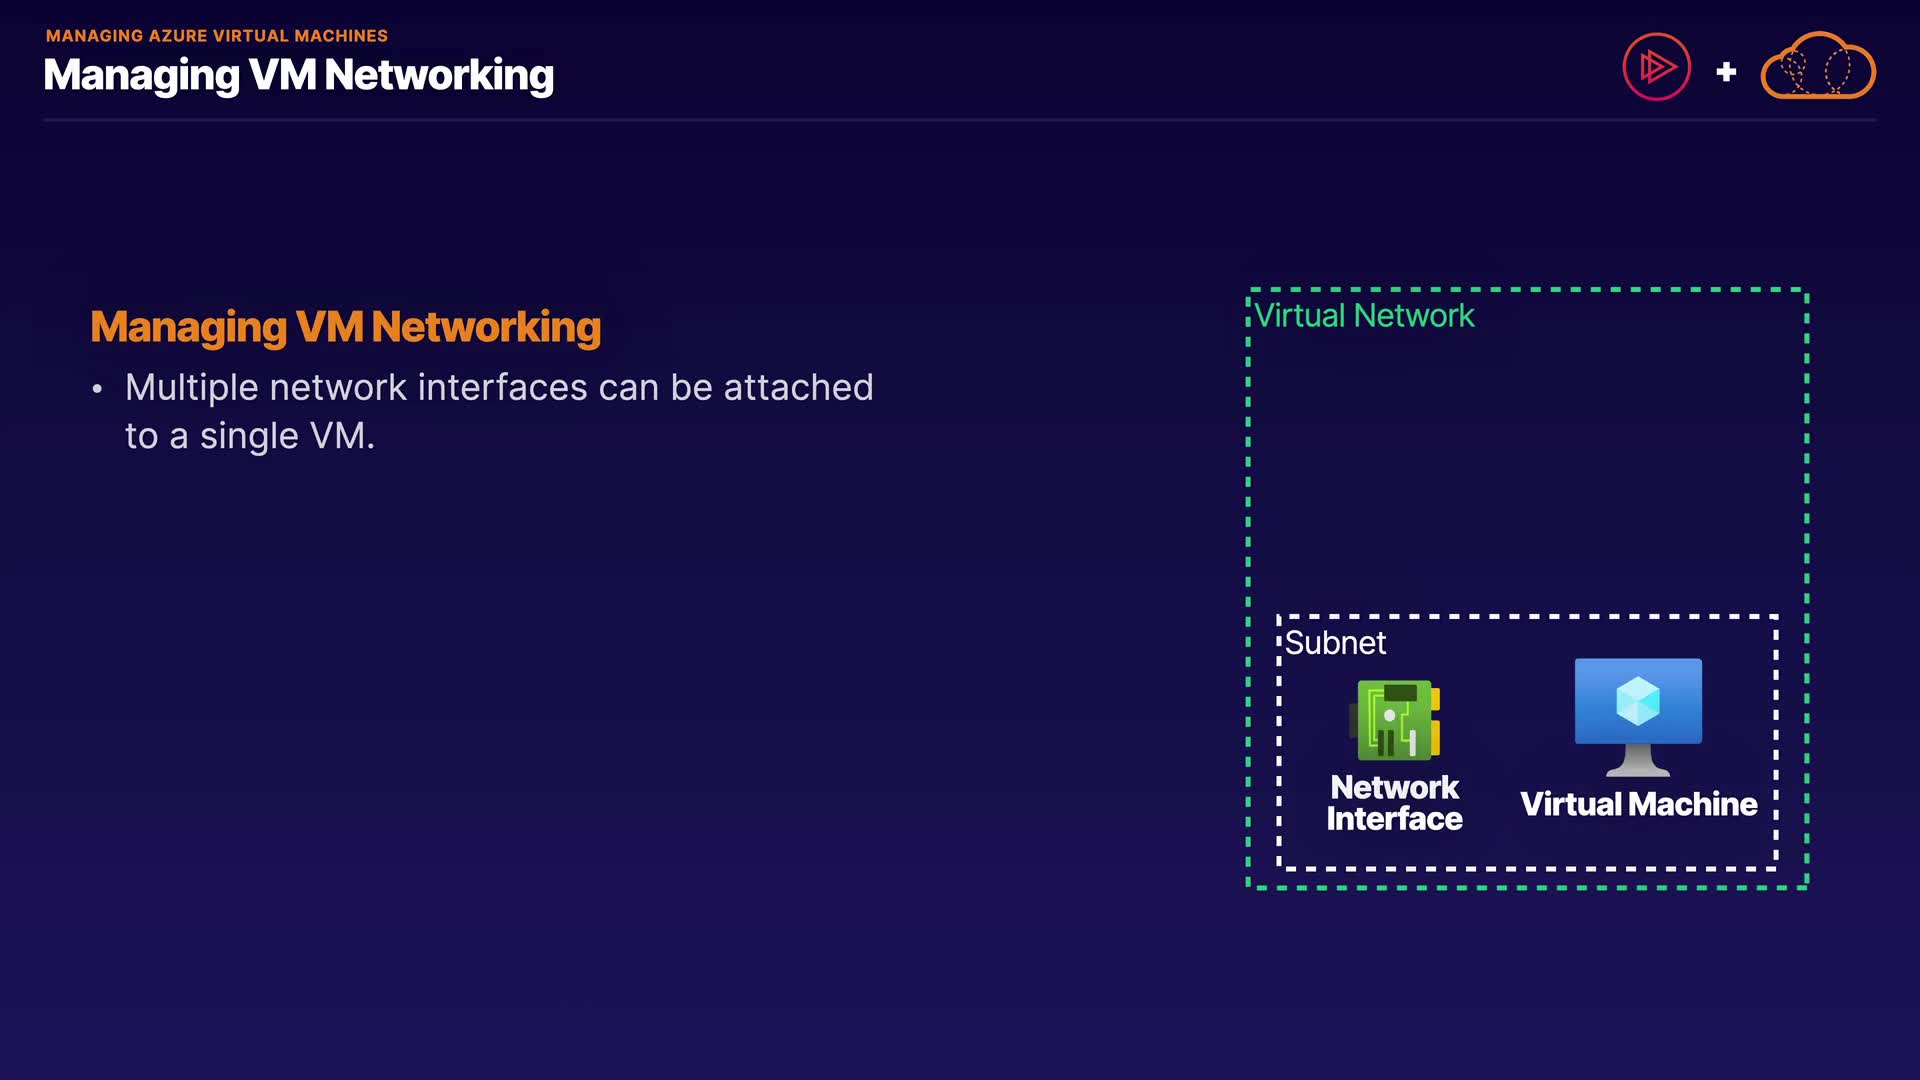 MANAGING AZURE VIRTUAL MACHINES
Managing VM Networking
Managing VM Networking
• Multiple network interfaces can be attached
to a single VM.
Virtual Network
Subnet
Network
Interface
Virtual Machine